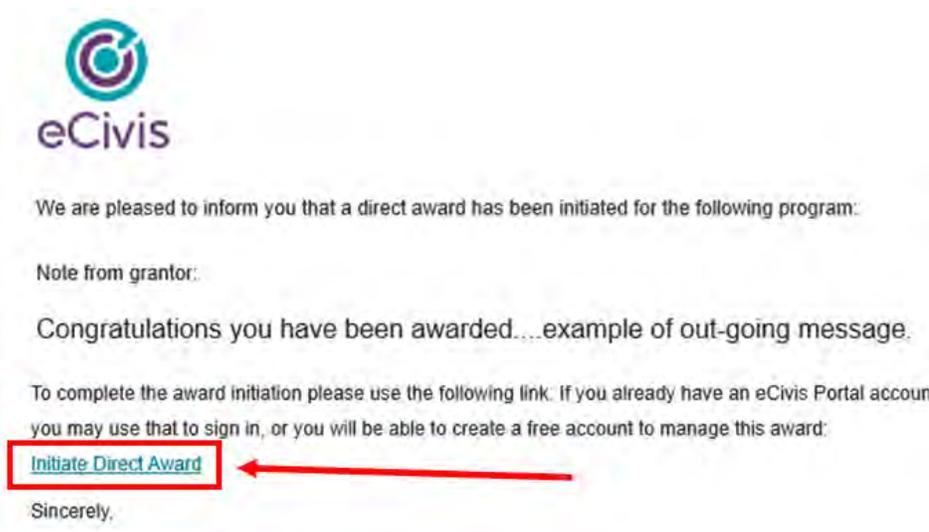 eCivis
We are pleased to inform you that a direct award has been initiated for the following program:
Note from grantor:
Congratulations you have been awarded....example of out-going message.
To complete the award initiation please use the following link. If you already have an eCivis Portal accoun
you may use that to sign in, or you will be able to create a free account to manage this award:
Initiate Direct Award
Sincerely,